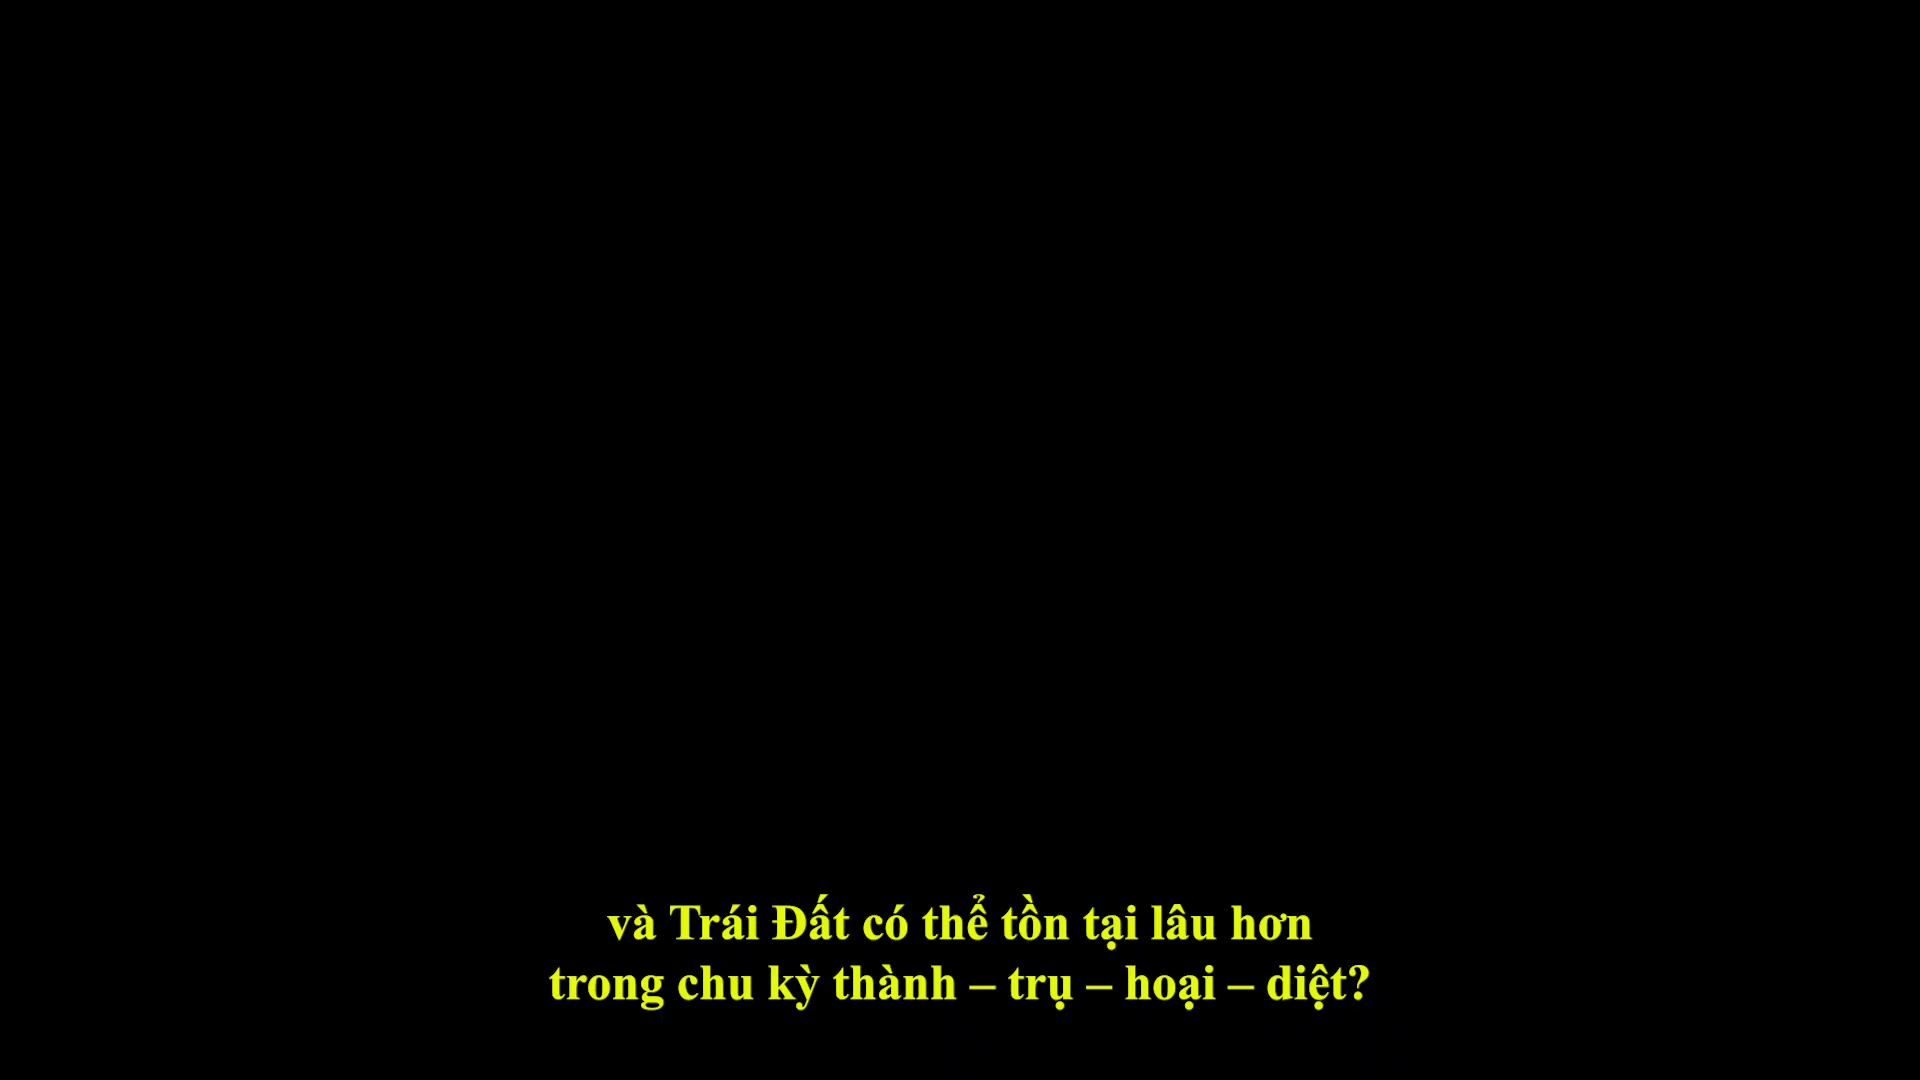 và Trái Đất có thể tồn tại lâu hơn
trong chu kỳ thành – trụ – hoại – diệt?